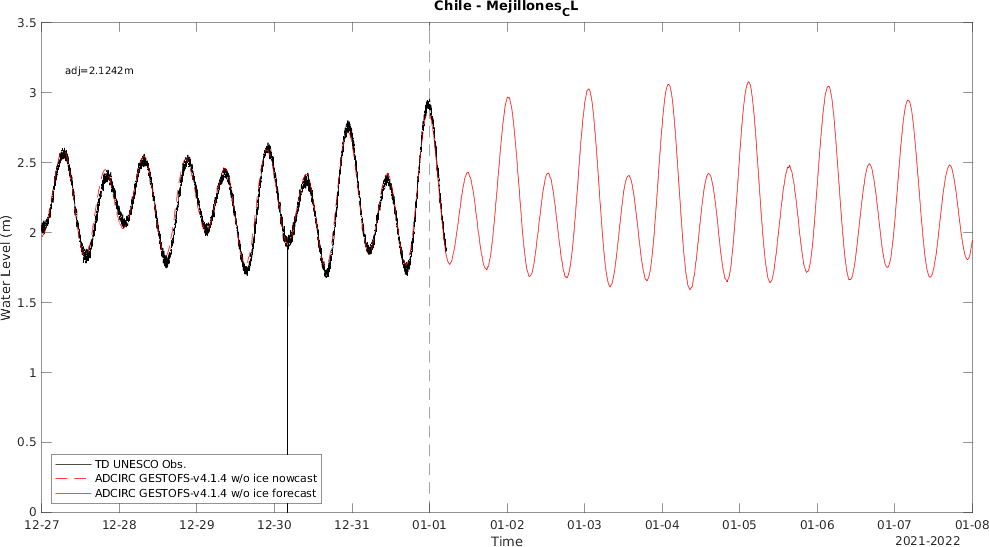 Chile - Mejillones_CL
adj=2.1242m
Water Level (m)
3.5
3
2.5
2
1.5
1
0.5
0
TD UNESCO Obs.
ADCIRC GESTOFS-v4.1.4 w/o ice nowcast
ADCIRC GESTOFS-v4.1.4 w/o ice forecast
12-27 12-28 12-29 12-30 12-31 01-01 01-02 01-03 01-04 01-05 01-06 01-07 01-08
Time
2021-2022